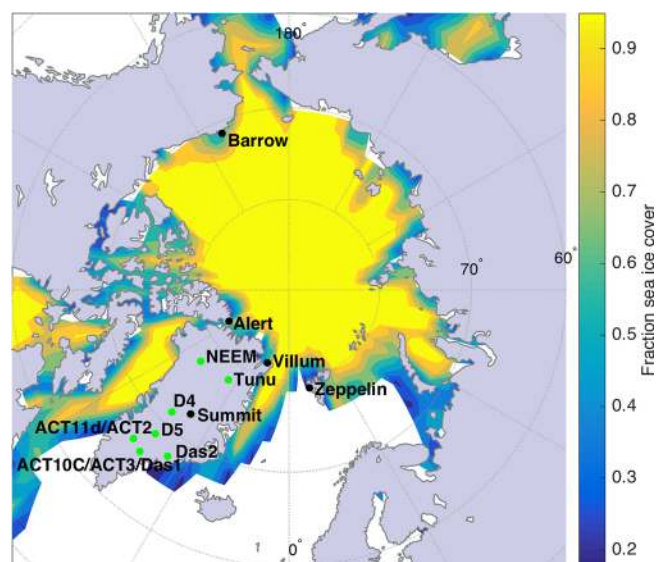 180°
Barrow
60°
70°
Alert
NEEM
Villum
Tunu
Zeppelin
D4
Summit
ACT11d/ACT2
D5
Das2
ACT10C/ACT3/Das1
0°
0.9
0.8
0.7
0.6
0.5
0.4
0.3
0.2
Fraction sea ice cover